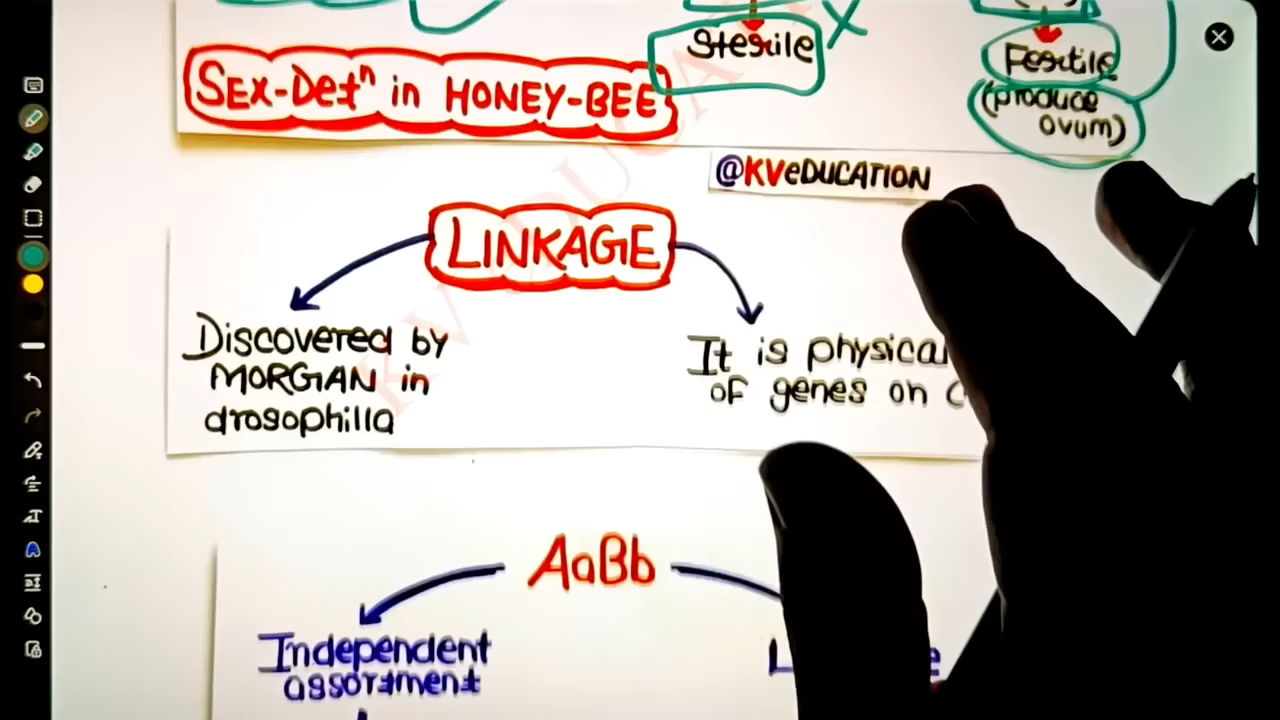 Sterile
Fertile
(produce
ovum)
SEX-Detⁿ in HONEY-BEE
@KVeDUCATION
LINKAGE
Discovered by
MORGAN in
drosophilla
It is physical
of genes on
AaBb
Independent
assortment